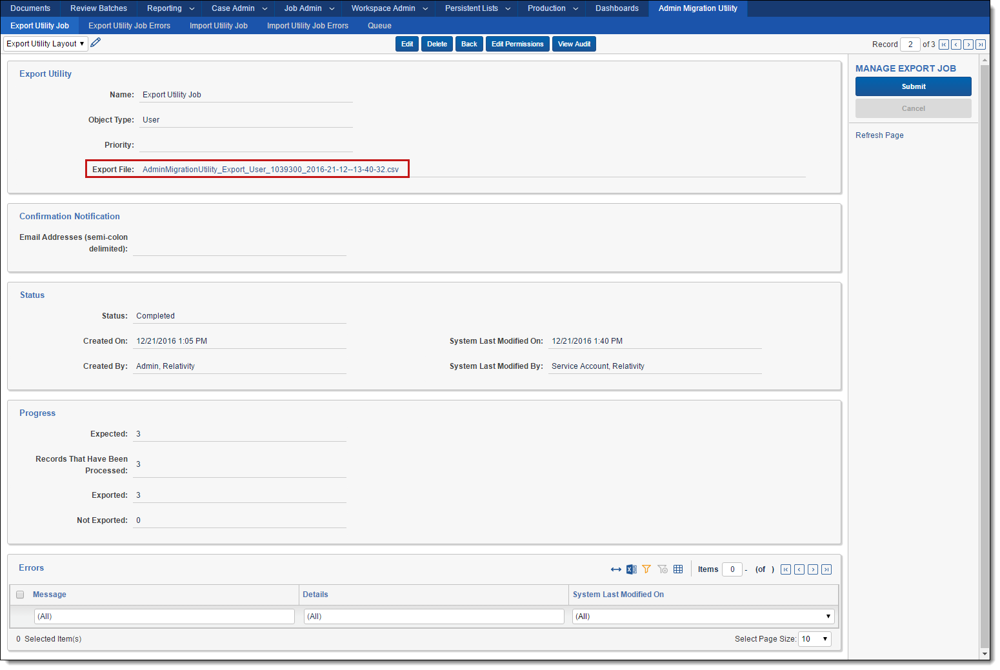 Documents Review Batches Reporting Case Admin Job Admin Workspace Admin Persistent Lists Production Dashboards Admin Migration Utility
Export Utility Job Export Utility Job Errors Import Utility Job Import Utility Job Errors Queue
Export Utility Layout Edit Delete Back Edit Permissions View Audit Record 2 of 3
MANAGE EXPORT JOB
Submit
Cancel
Refresh Page
Export Utility
Name: Export Utility Job
Object Type: User
Priority:
Export File: AdminMigrationUtility_Export_User_1039300_2016-21-12--13-40-32.csv
Confirmation Notification
Email Addresses (semi-colon
delimited):
Status
Status: Completed
Created On: 12/21/2016 1:05 PM System Last Modified On: 12/21/2016 1:40 PM
Created By: Admin, Relativity System Last Modified By: Service Account, Relativity
Progress
Expected: 3
Records That Have Been
Processed: 3
Exported: 3
Not Exported: 0
Errors Items 0 - (of )
Message Details System Last Modified On
(All) (All) (All)
0 Selected Item(s) Select Page Size: 10